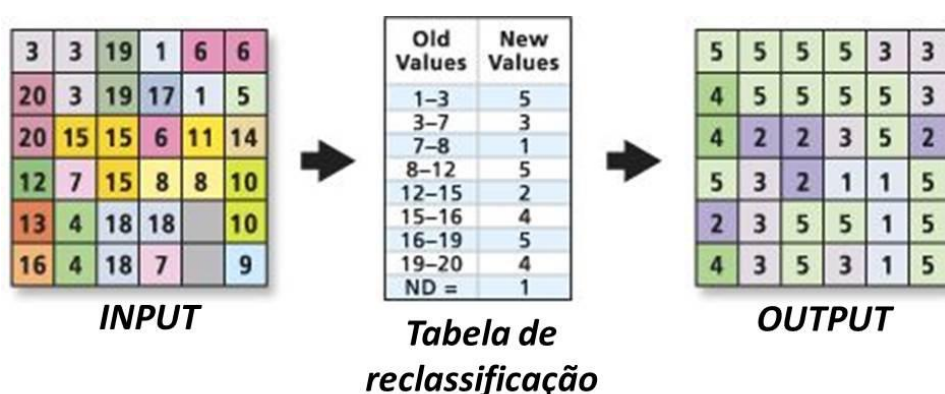 3 3 19 1 6 6
20 3 19 17 1 5
20 15 15 6 11 14
12 7 15 8 8 10
13 4 18 18 10
16 4 18 7 9
INPUT
Old Values New Values
1–3 5
3–7 3
7–8 1
8–12 5
12–15 2
15–16 4
16–19 5
19–20 4
ND = 1
Tabela de
reclassificação
5 5 5 5 3 3
4 5 5 5 5 3
4 2 2 3 5 2
5 3 2 1 1 5
2 3 5 5 1 5
4 3 5 3 1 5
OUTPUT